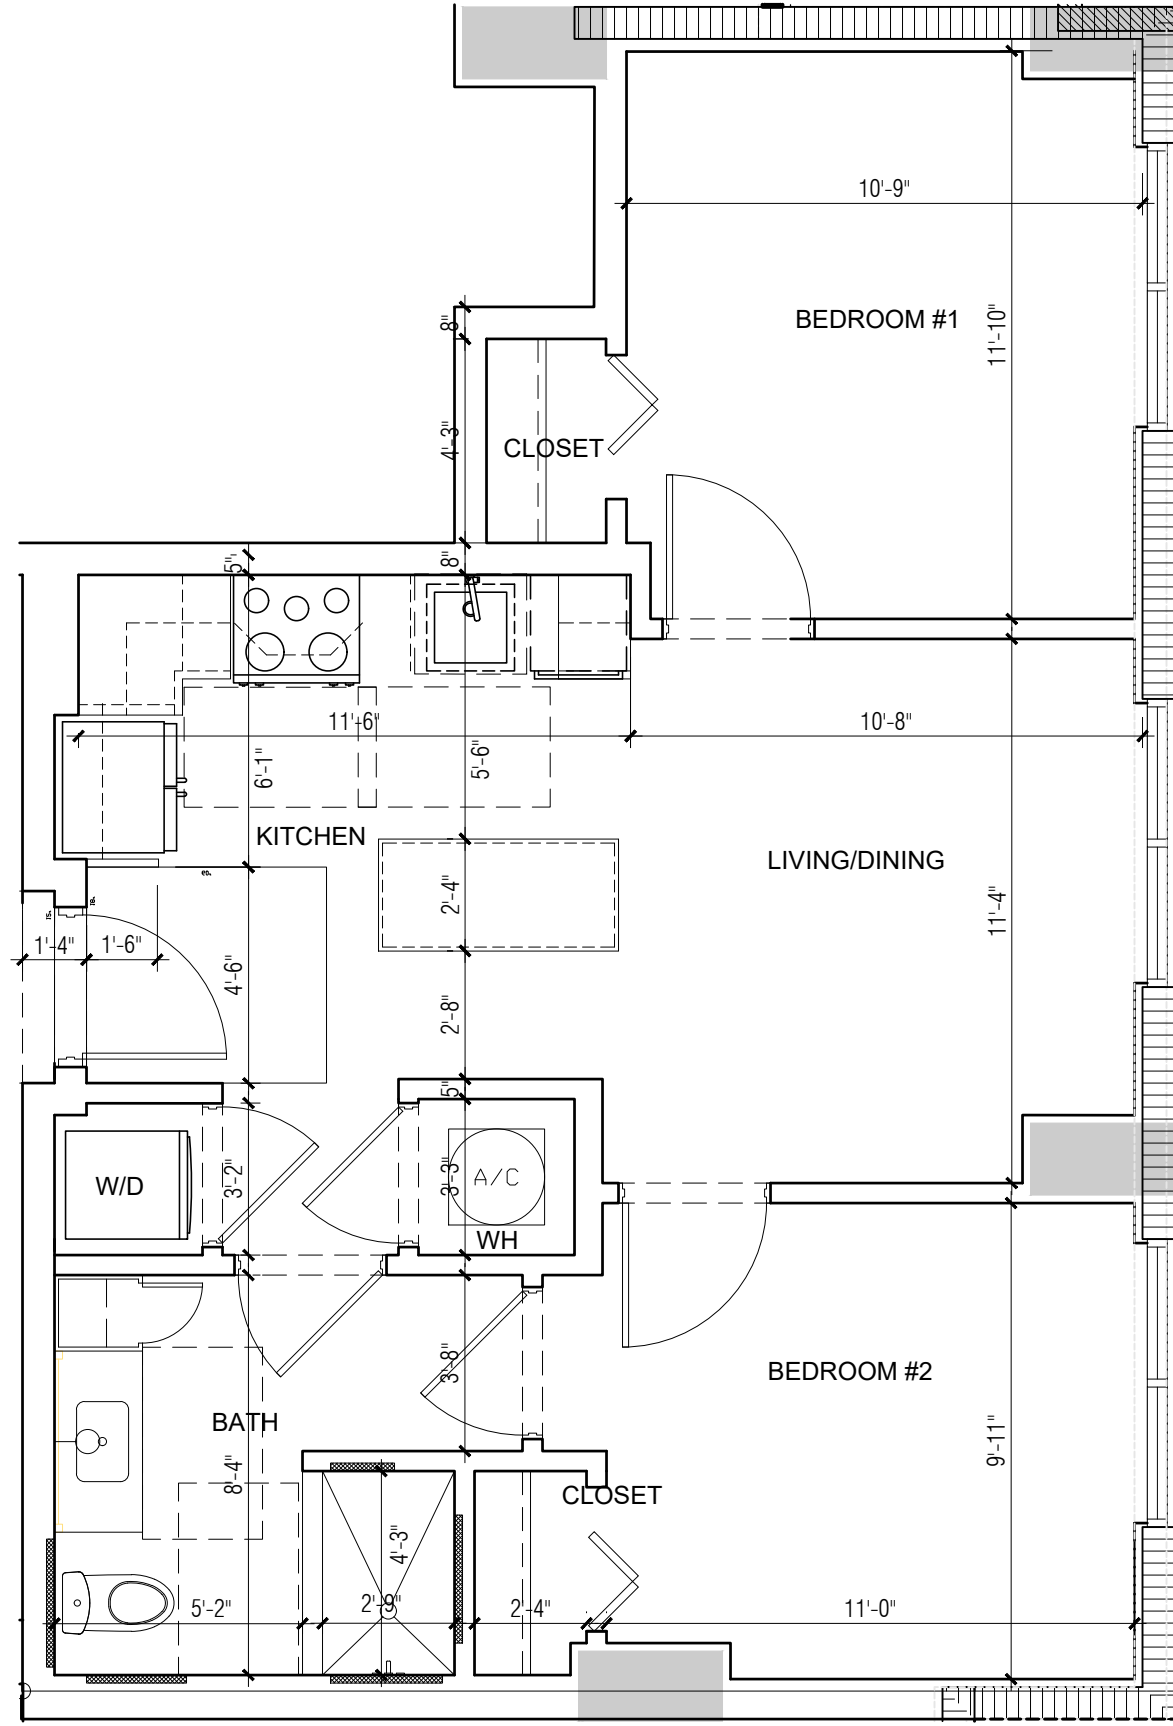 10'-9"
BEDROOM #1
8"
11'-10"
4'-3"
CLOSET
5"
8"
11'-6"
10'-8"
6'-1"
5'-6"
KITCHEN
LIVING/DINING
2'-4"
11'-4"
1'-4"
1'-6"
4'-6"
2'-8"
5"
W/D
3'-2"
3'-3"
A/C
WH
3'-8"
BEDROOM #2
BATH
8'-4"
9'-11"
CLOSET
4'-3"
5'-2"
2'-9"
2'-4"
11'-0"